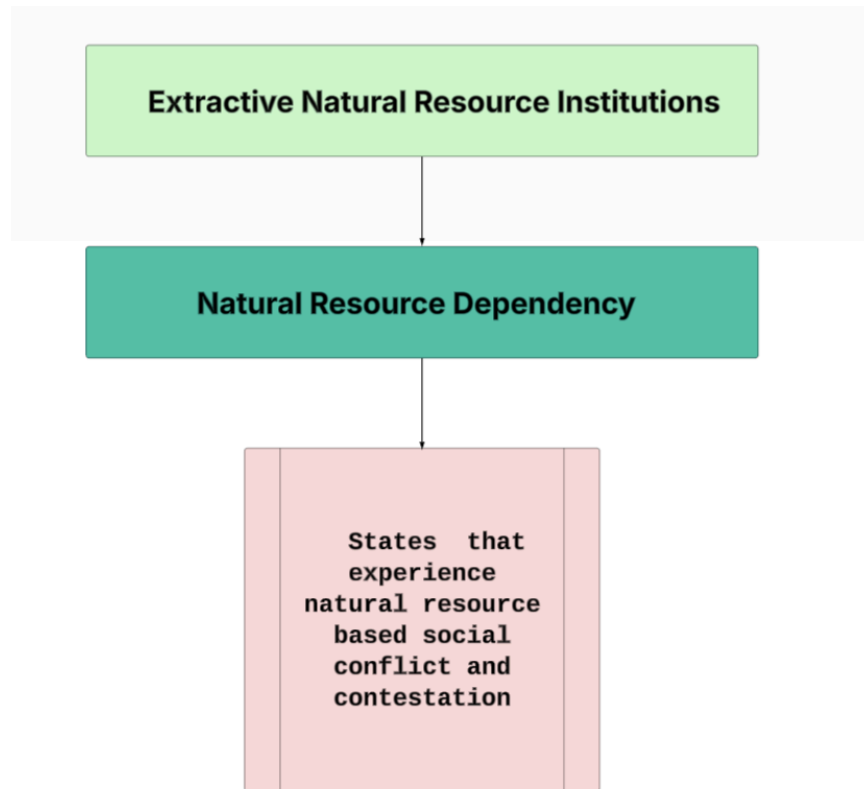 Extractive Natural Resource Institutions
Natural Resource Dependency
States that
experience
natural resource
based social
conflict and
contestation